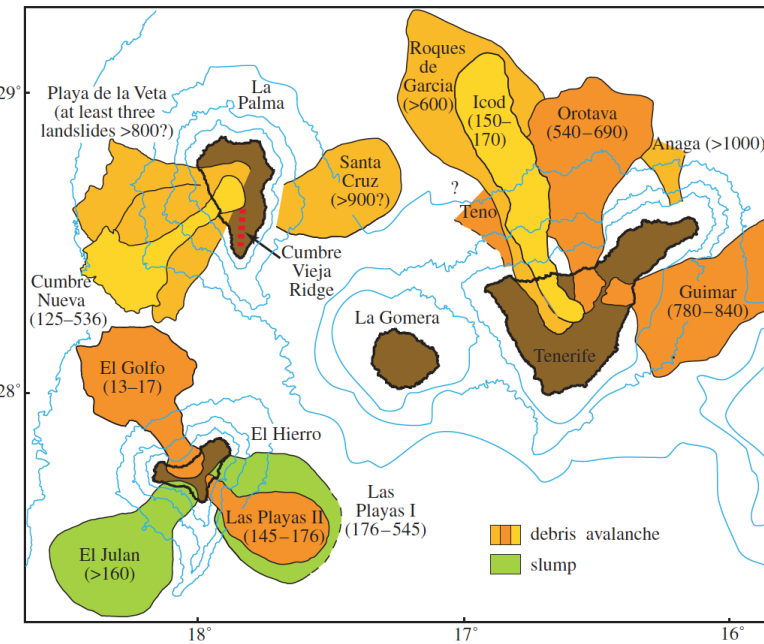 29°
28°
18°
17°
16°
Playa de la Veta
(at least three
landslides >800?)
La
Palma
Santa
Cruz
(>900?)
Cumbre
Vieja
Ridge
Cumbre
Nueva
(125–536)
Roques
de
Garcia
(>600)
Icod
(150–
170)
Orotava
(540–690)
Anaga (>1000)
?
Teno
Guimar
(780–840)
La Gomera
Tenerife
El Golfo
(13–17)
El Hierro
Las
Playas I
(176–545)
Las Playas II
(145–176)
El Julan
(>160)
debris avalanche
slump